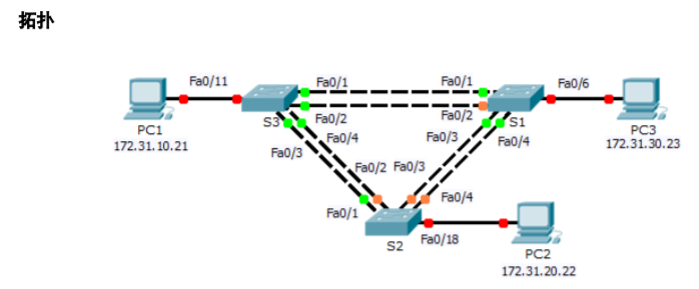 拓扑
Fa0/11
Fa0/1
Fa0/1
Fa0/6
PC1
172.31.10.21
S3
Fa0/2
Fa0/2
S1
PC3
172.31.30.23
Fa0/3
Fa0/4
Fa0/3
Fa0/4
Fa0/2
Fa0/3
Fa0/1
Fa0/4
S2
Fa0/18
PC2
172.31.20.22